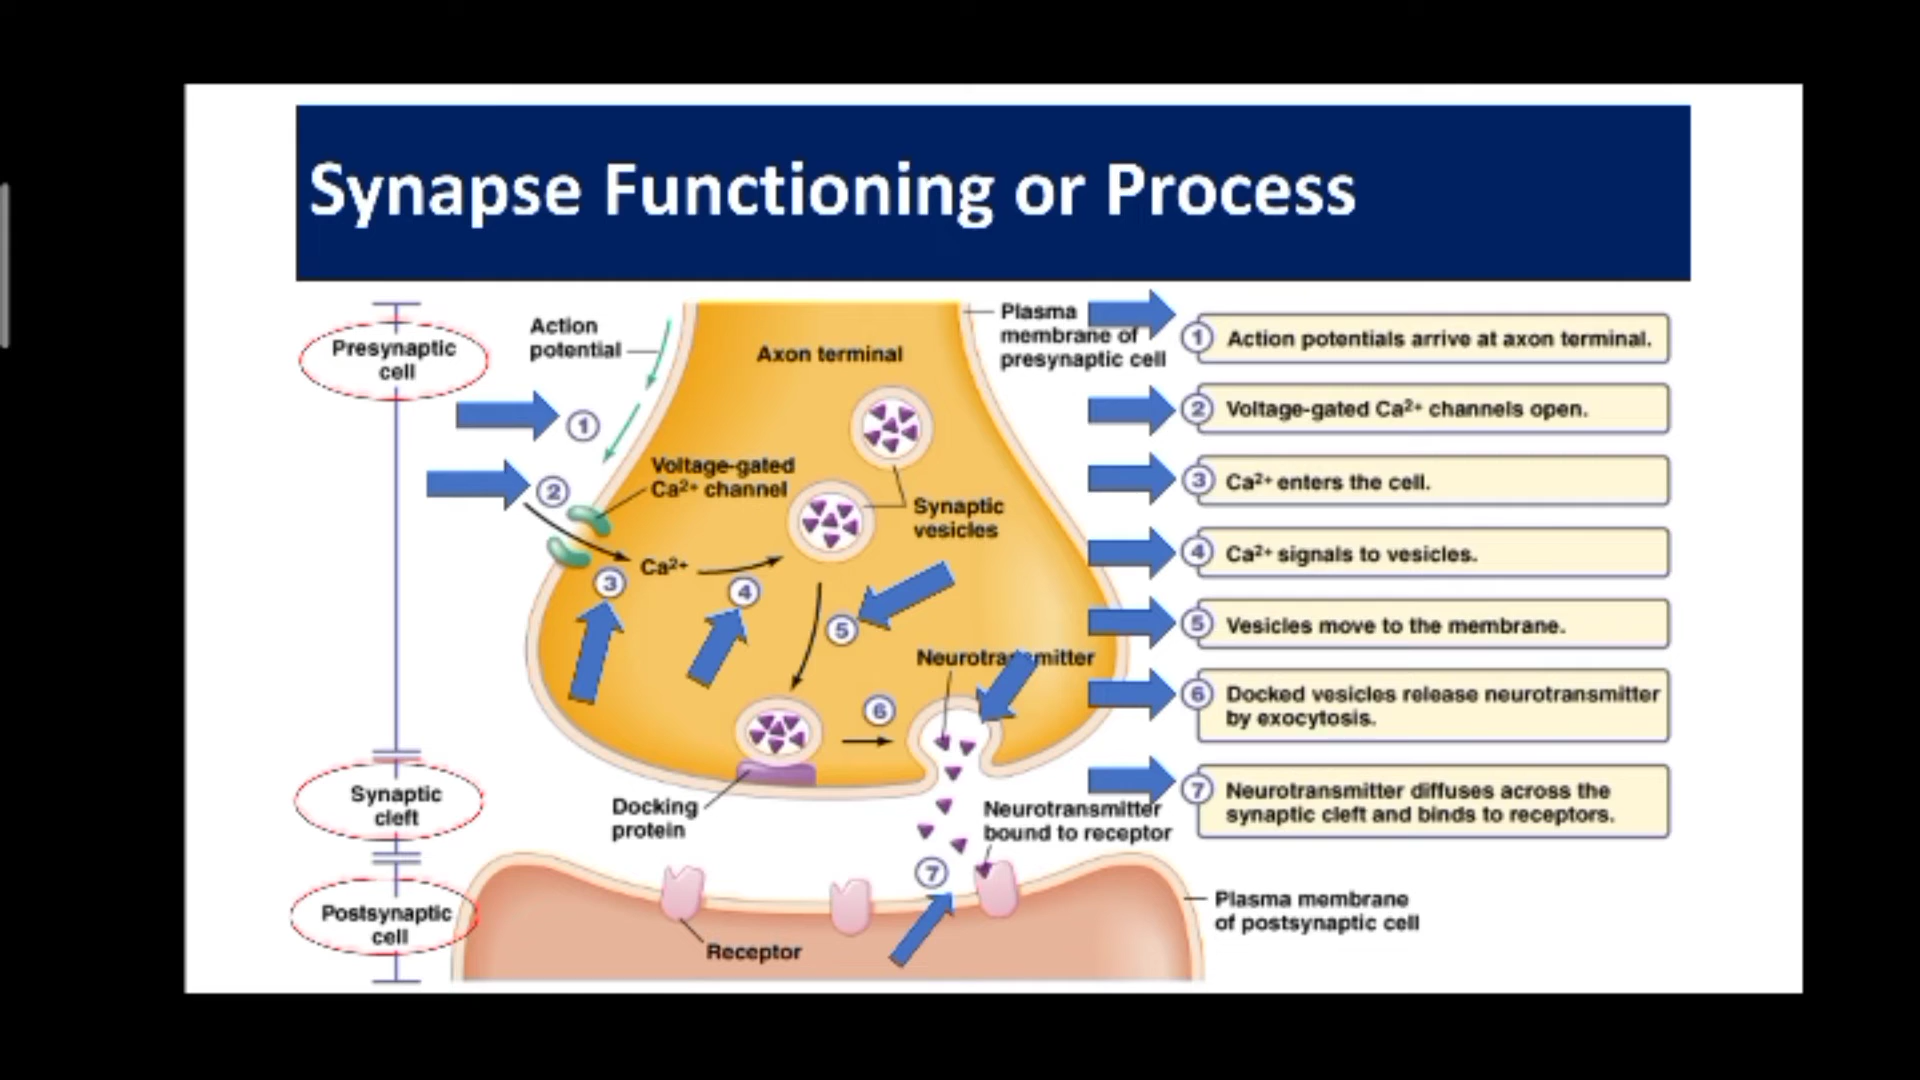 Synapse Functioning or Process
Presynaptic
cell
Action
potential
Axon terminal
Plasma
membrane of
presynaptic cell
1
2
Voltage-gated
Ca²⁺ channel
Synaptic
vesicles
Ca²⁺
3
4
5
Neurotransmitter
6
Synaptic
cleft
Docking
protein
Neurotransmitter
bound to receptor
7
Postsynaptic
cell
Receptor
Plasma membrane
of postsynaptic cell
1 Action potentials arrive at axon terminal.
2 Voltage-gated Ca²⁺ channels open.
3 Ca²⁺ enters the cell.
4 Ca²⁺ signals to vesicles.
5 Vesicles move to the membrane.
6 Docked vesicles release neurotransmitter
by exocytosis.
7 Neurotransmitter diffuses across the
synaptic cleft and binds to receptors.